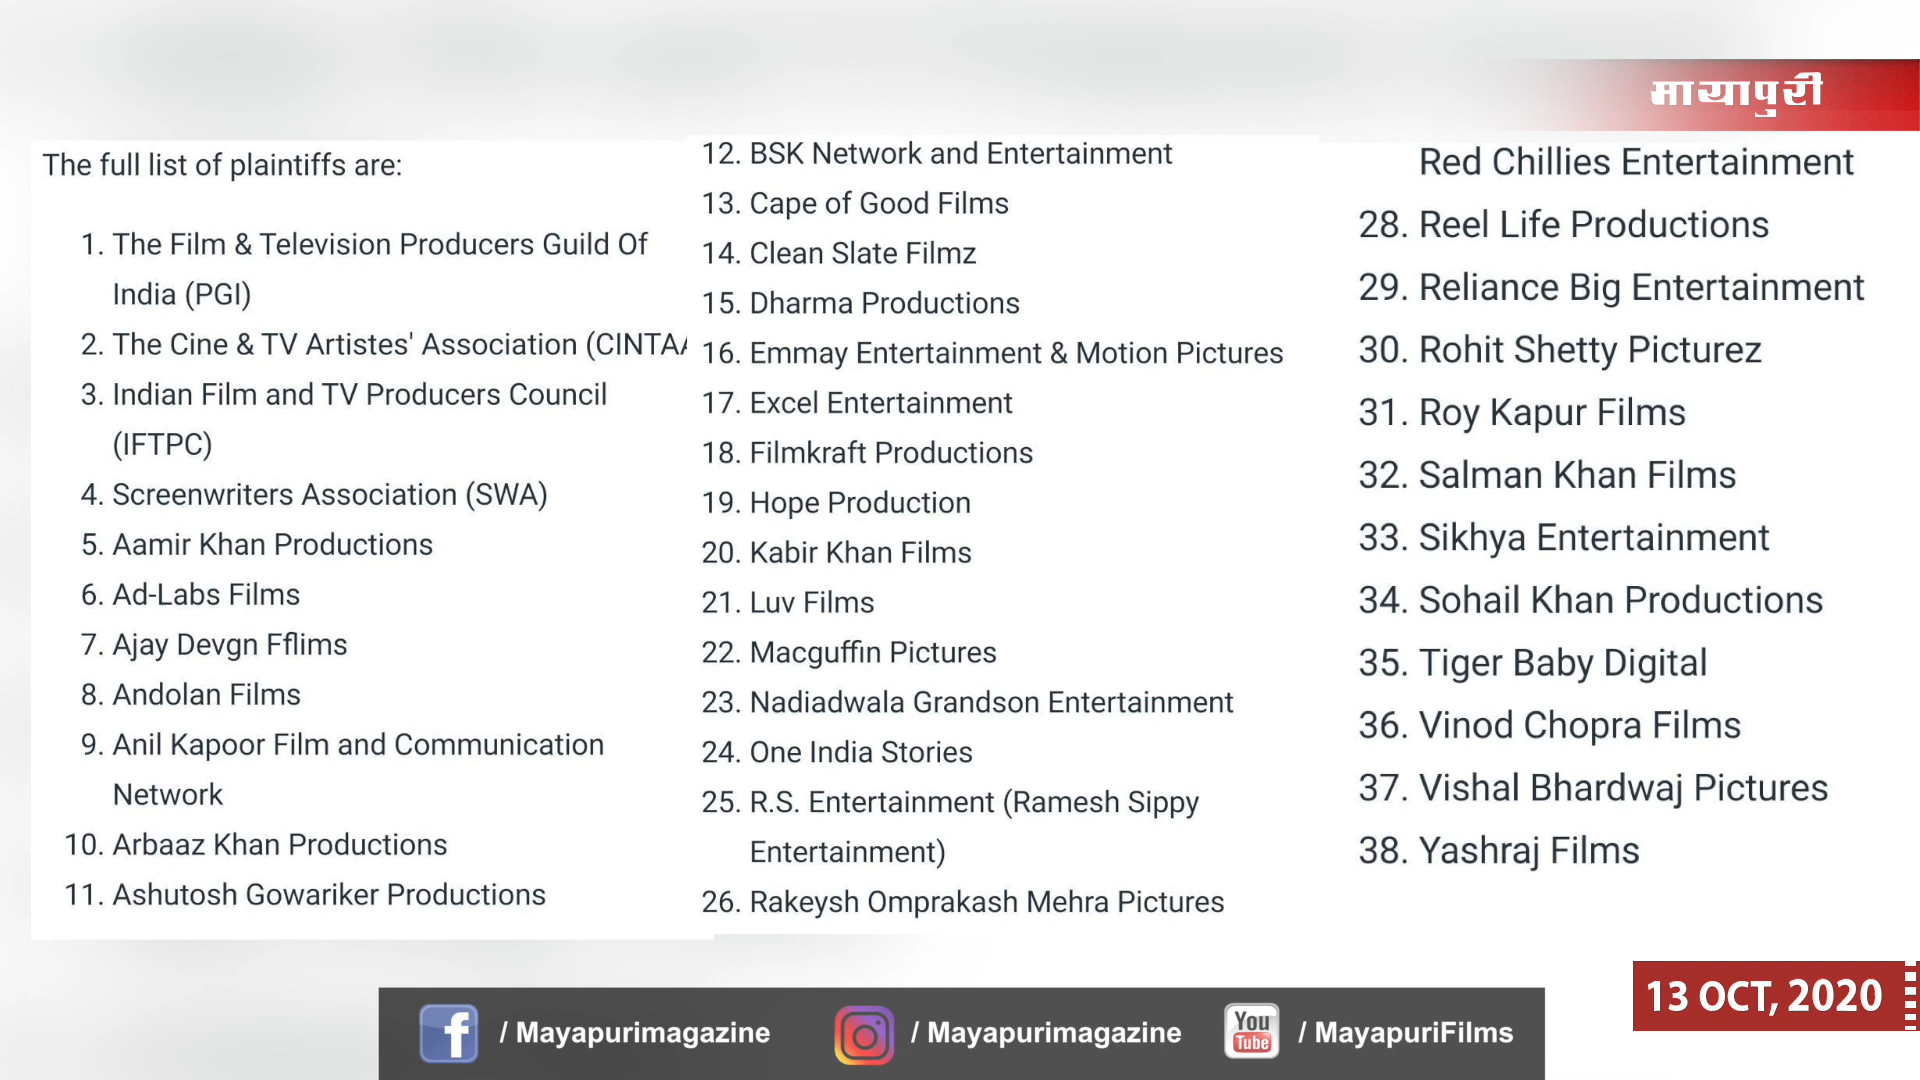 मायापुरी
The full list of plaintiffs are:
1. The Film & Television Producers Guild Of
India (PGI)
2. The Cine & TV Artistes' Association (CINTAA
3. Indian Film and TV Producers Council
(IFTPC)
4. Screenwriters Association (SWA)
5. Aamir Khan Productions
6. Ad-Labs Films
7. Ajay Devgn Fflims
8. Andolan Films
9. Anil Kapoor Film and Communication
Network
10. Arbaaz Khan Productions
11. Ashutosh Gowariker Productions
12. BSK Network and Entertainment
13. Cape of Good Films
14. Clean Slate Filmz
15. Dharma Productions
16. Emmay Entertainment & Motion Pictures
17. Excel Entertainment
18. Filmkraft Productions
19. Hope Production
20. Kabir Khan Films
21. Luv Films
22. Macguffin Pictures
23. Nadiadwala Grandson Entertainment
24. One India Stories
25. R.S. Entertainment (Ramesh Sippy
Entertainment)
26. Rakeysh Omprakash Mehra Pictures
Red Chillies Entertainment
28. Reel Life Productions
29. Reliance Big Entertainment
30. Rohit Shetty Picturez
31. Roy Kapur Films
32. Salman Khan Films
33. Sikhya Entertainment
34. Sohail Khan Productions
35. Tiger Baby Digital
36. Vinod Chopra Films
37. Vishal Bhardwaj Pictures
38. Yashraj Films
13 OCT, 2020
f / Mayapurimagazine
/ Mayapurimagazine
You Tube / MayapuriFilms